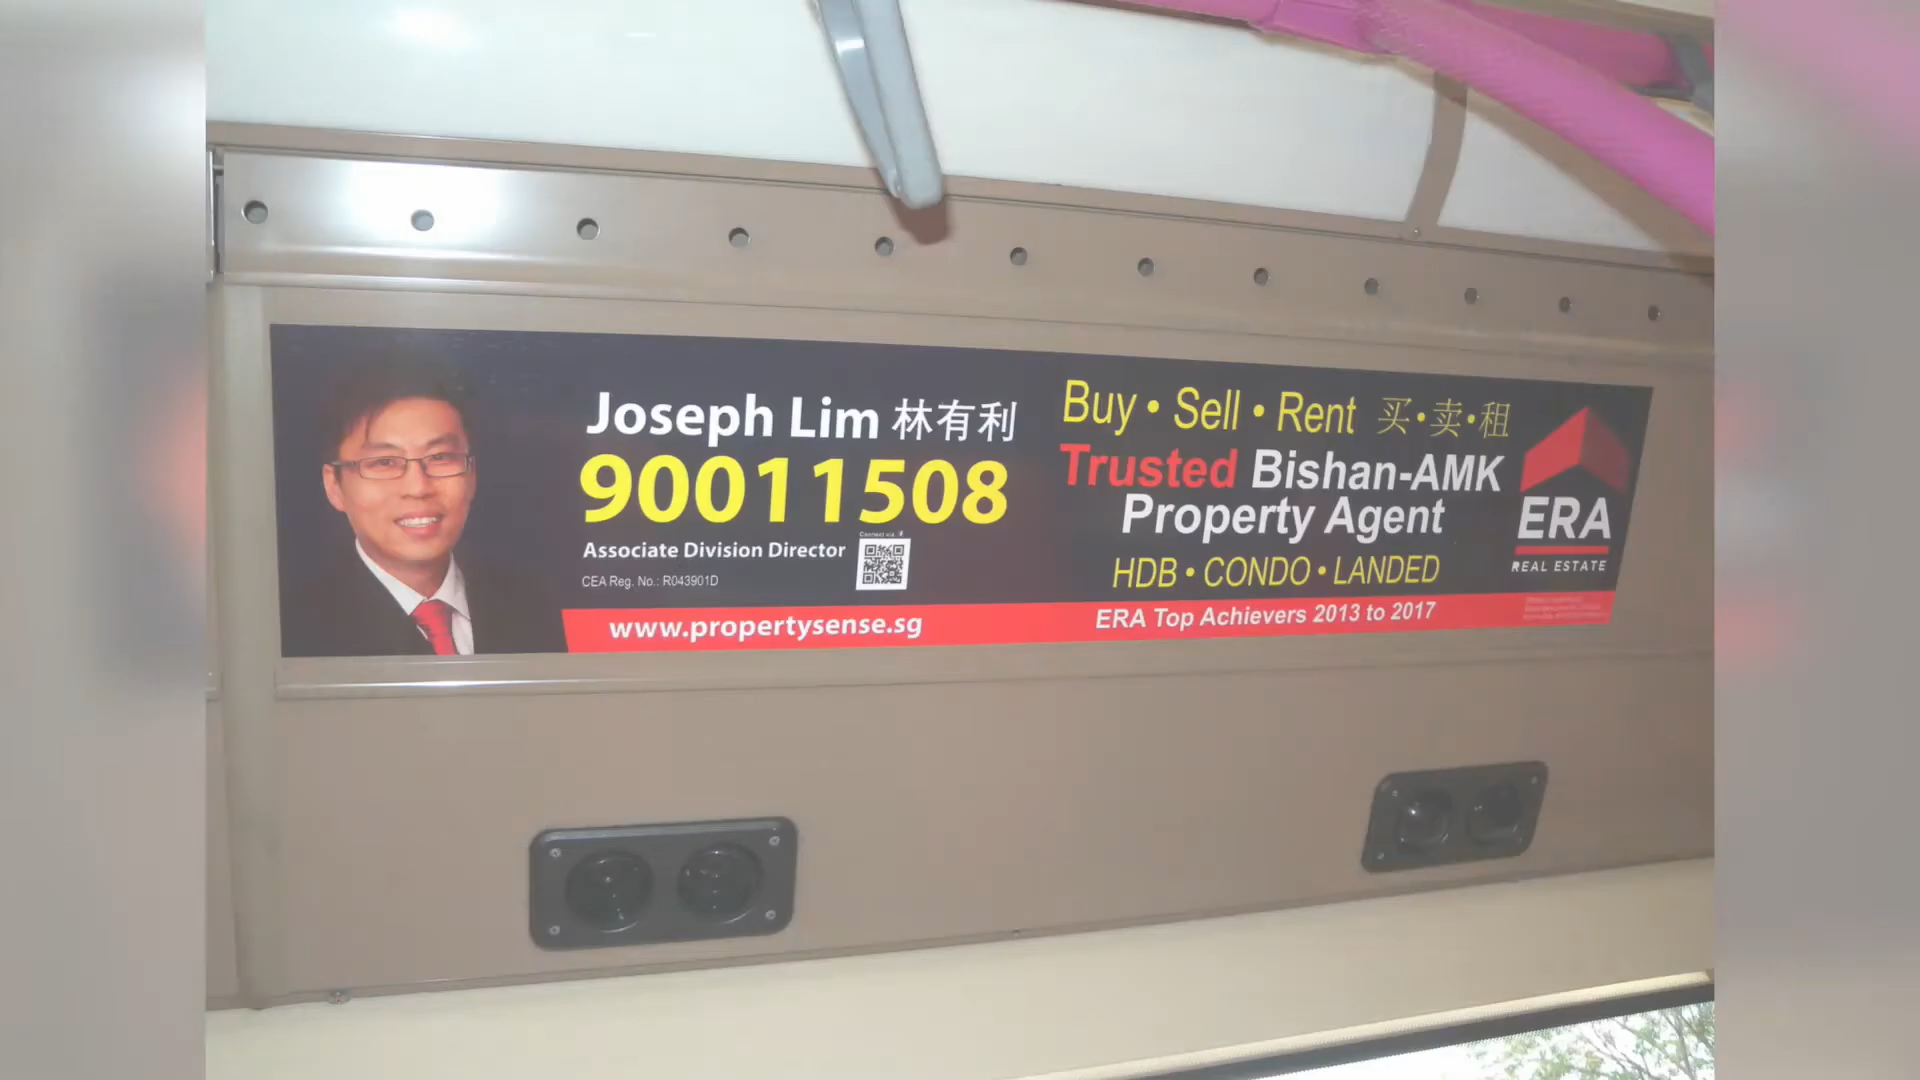 Joseph Lim 林有利
90011508
Associate Division Director
Connect via
CEA Reg. No.: R043901D
www.propertysense.sg
Buy • Sell • Rent 买•卖•租
Trusted Bishan-AMK
Property Agent
HDB • CONDO • LANDED
ERA Top Achievers 2013 to 2017
ERA
REAL ESTATE